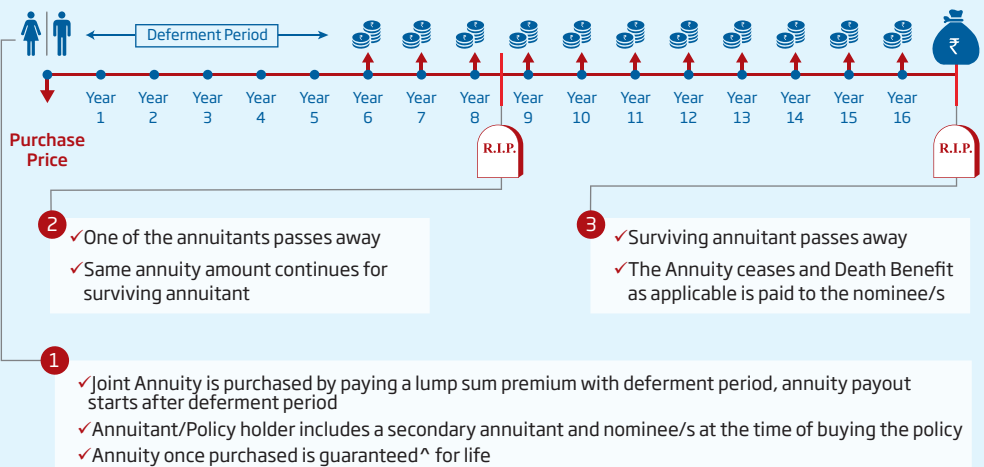 Deferment Period
₹
Year 1
Year 2
Year 3
Year 4
Year 5
Year 6
Year 7
Year 8
Year 9
Year 10
Year 11
Year 12
Year 13
Year 14
Year 15
Year 16
Purchase
Price
R.I.P.
R.I.P.
2
✓One of the annuitants passes away
✓Same annuity amount continues for
surviving annuitant
3
✓Surviving annuitant passes away
✓The Annuity ceases and Death Benefit
as applicable is paid to the nominee/s
1
✓Joint Annuity is purchased by paying a lump sum premium with deferment period, annuity payout
starts after deferment period
✓Annuitant/Policy holder includes a secondary annuitant and nominee/s at the time of buying the policy
✓Annuity once purchased is guaranteed^ for life